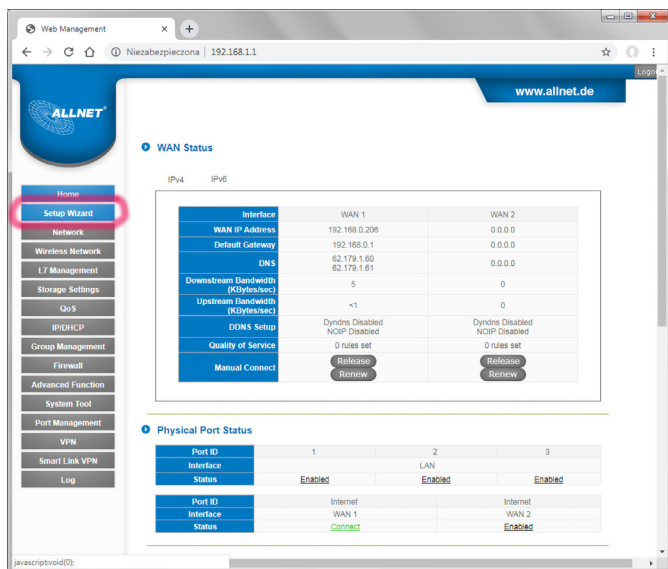 Web Management
Niezabezpieczona | 192.168.1.1
ALLNET
www.allnet.de
WAN Status
IPv4 IPv6
Home
Setup Wizard
Network
Wireless Network
L7 Management
Storage Settings
QoS
IP/DHCP
Group Management
Firewall
Advanced Function
System Tool
Port Management
VPN
Smart Link VPN
Log
Interface WAN 1 WAN 2
WAN IP Address 192.168.0.206 0.0.0.0
Default Gateway 192.168.0.1 0.0.0.0
DNS 62.179.1.60 0.0.0.0
62.179.1.61
Downstream Bandwidth 5 0
(KBytes/sec)
Upstream Bandwidth <1 0
(KBytes/sec)
DDNS Setup Dyndns Disabled Dyndns Disabled
NOIP Disabled NOIP Disabled
Quality of Service 0 rules set 0 rules set
Manual Connect Release Release
Renew Renew
Physical Port Status
Port ID 1 2 3
Interface LAN
Status Enabled Enabled Enabled
Port ID Internet Internet
Interface WAN 1 WAN 2
Status Connect Enabled
javascript:void(0);